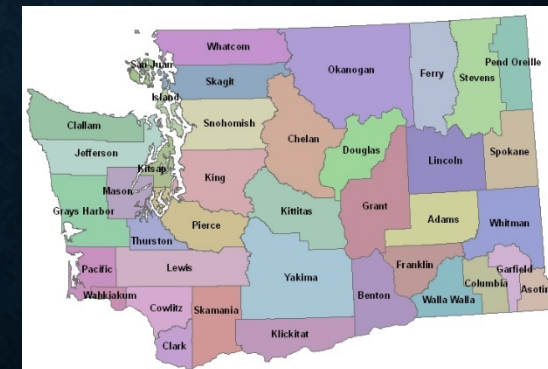 Whatcom
San Juan
Skagit
Island
Okanogan
Ferry
Stevens
Pend Oreille
Clallam
Snohomish
Chelan
Jefferson
Douglas
Kitsap
Lincoln
Spokane
Mason
King
Grant
Grays Harbor
Kittitas
Pierce
Adams
Whitman
Thurston
Pacific
Lewis
Yakima
Franklin
Garfield
Wahkiakum
Columbia
Asotin
Cowlitz
Skamania
Benton
Walla Walla
Clark
Klickitat